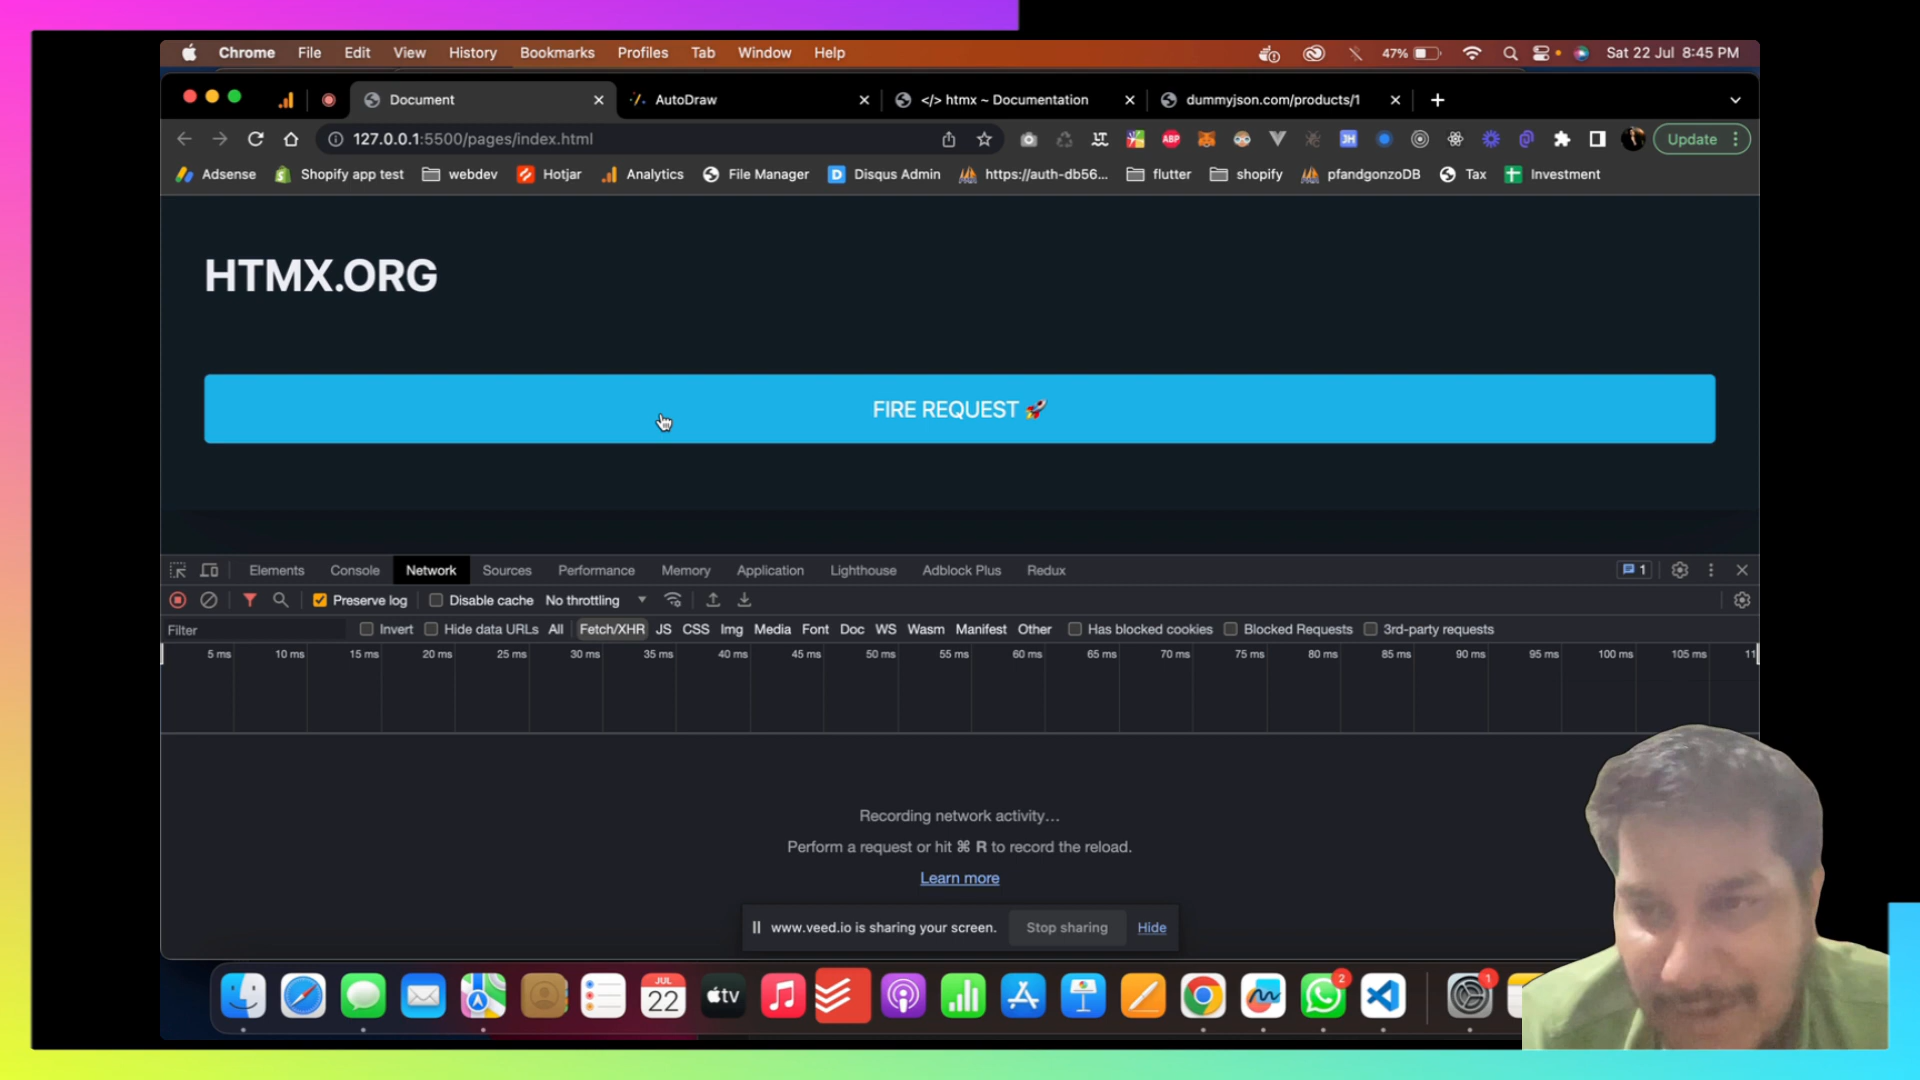 Chrome File Edit View History Bookmarks Profiles Tab Window Help 47% Sat 22 Jul 8:45 PM
Document AutoDraw </> htmx ~ Documentation dummyjson.com/products/1
127.0.0.1:5500/pages/index.html ABP JH Update
Adsense Shopify app test webdev Hotjar Analytics File Manager D Disqus Admin https://auth-db56... flutter shopify pfandgonzoDB Tax Investment
HTMX.ORG
FIRE REQUEST 🚀
Elements Console Network Sources Performance Memory Application Lighthouse Adblock Plus Redux 1
Preserve log Disable cache No throttling
Filter Invert Hide data URLs All Fetch/XHR JS CSS Img Media Font Doc WS Wasm Manifest Other Has blocked cookies Blocked Requests 3rd-party requests
5 ms 10 ms 15 ms 20 ms 25 ms 30 ms 35 ms 40 ms 45 ms 50 ms 55 ms 60 ms 65 ms 70 ms 75 ms 80 ms 85 ms 90 ms 95 ms 100 ms 105 ms 11
Recording network activity…
Perform a request or hit ⌘ R to record the reload.
Learn more
www.veed.io is sharing your screen. Stop sharing Hide
JUL
22 tv 2 1